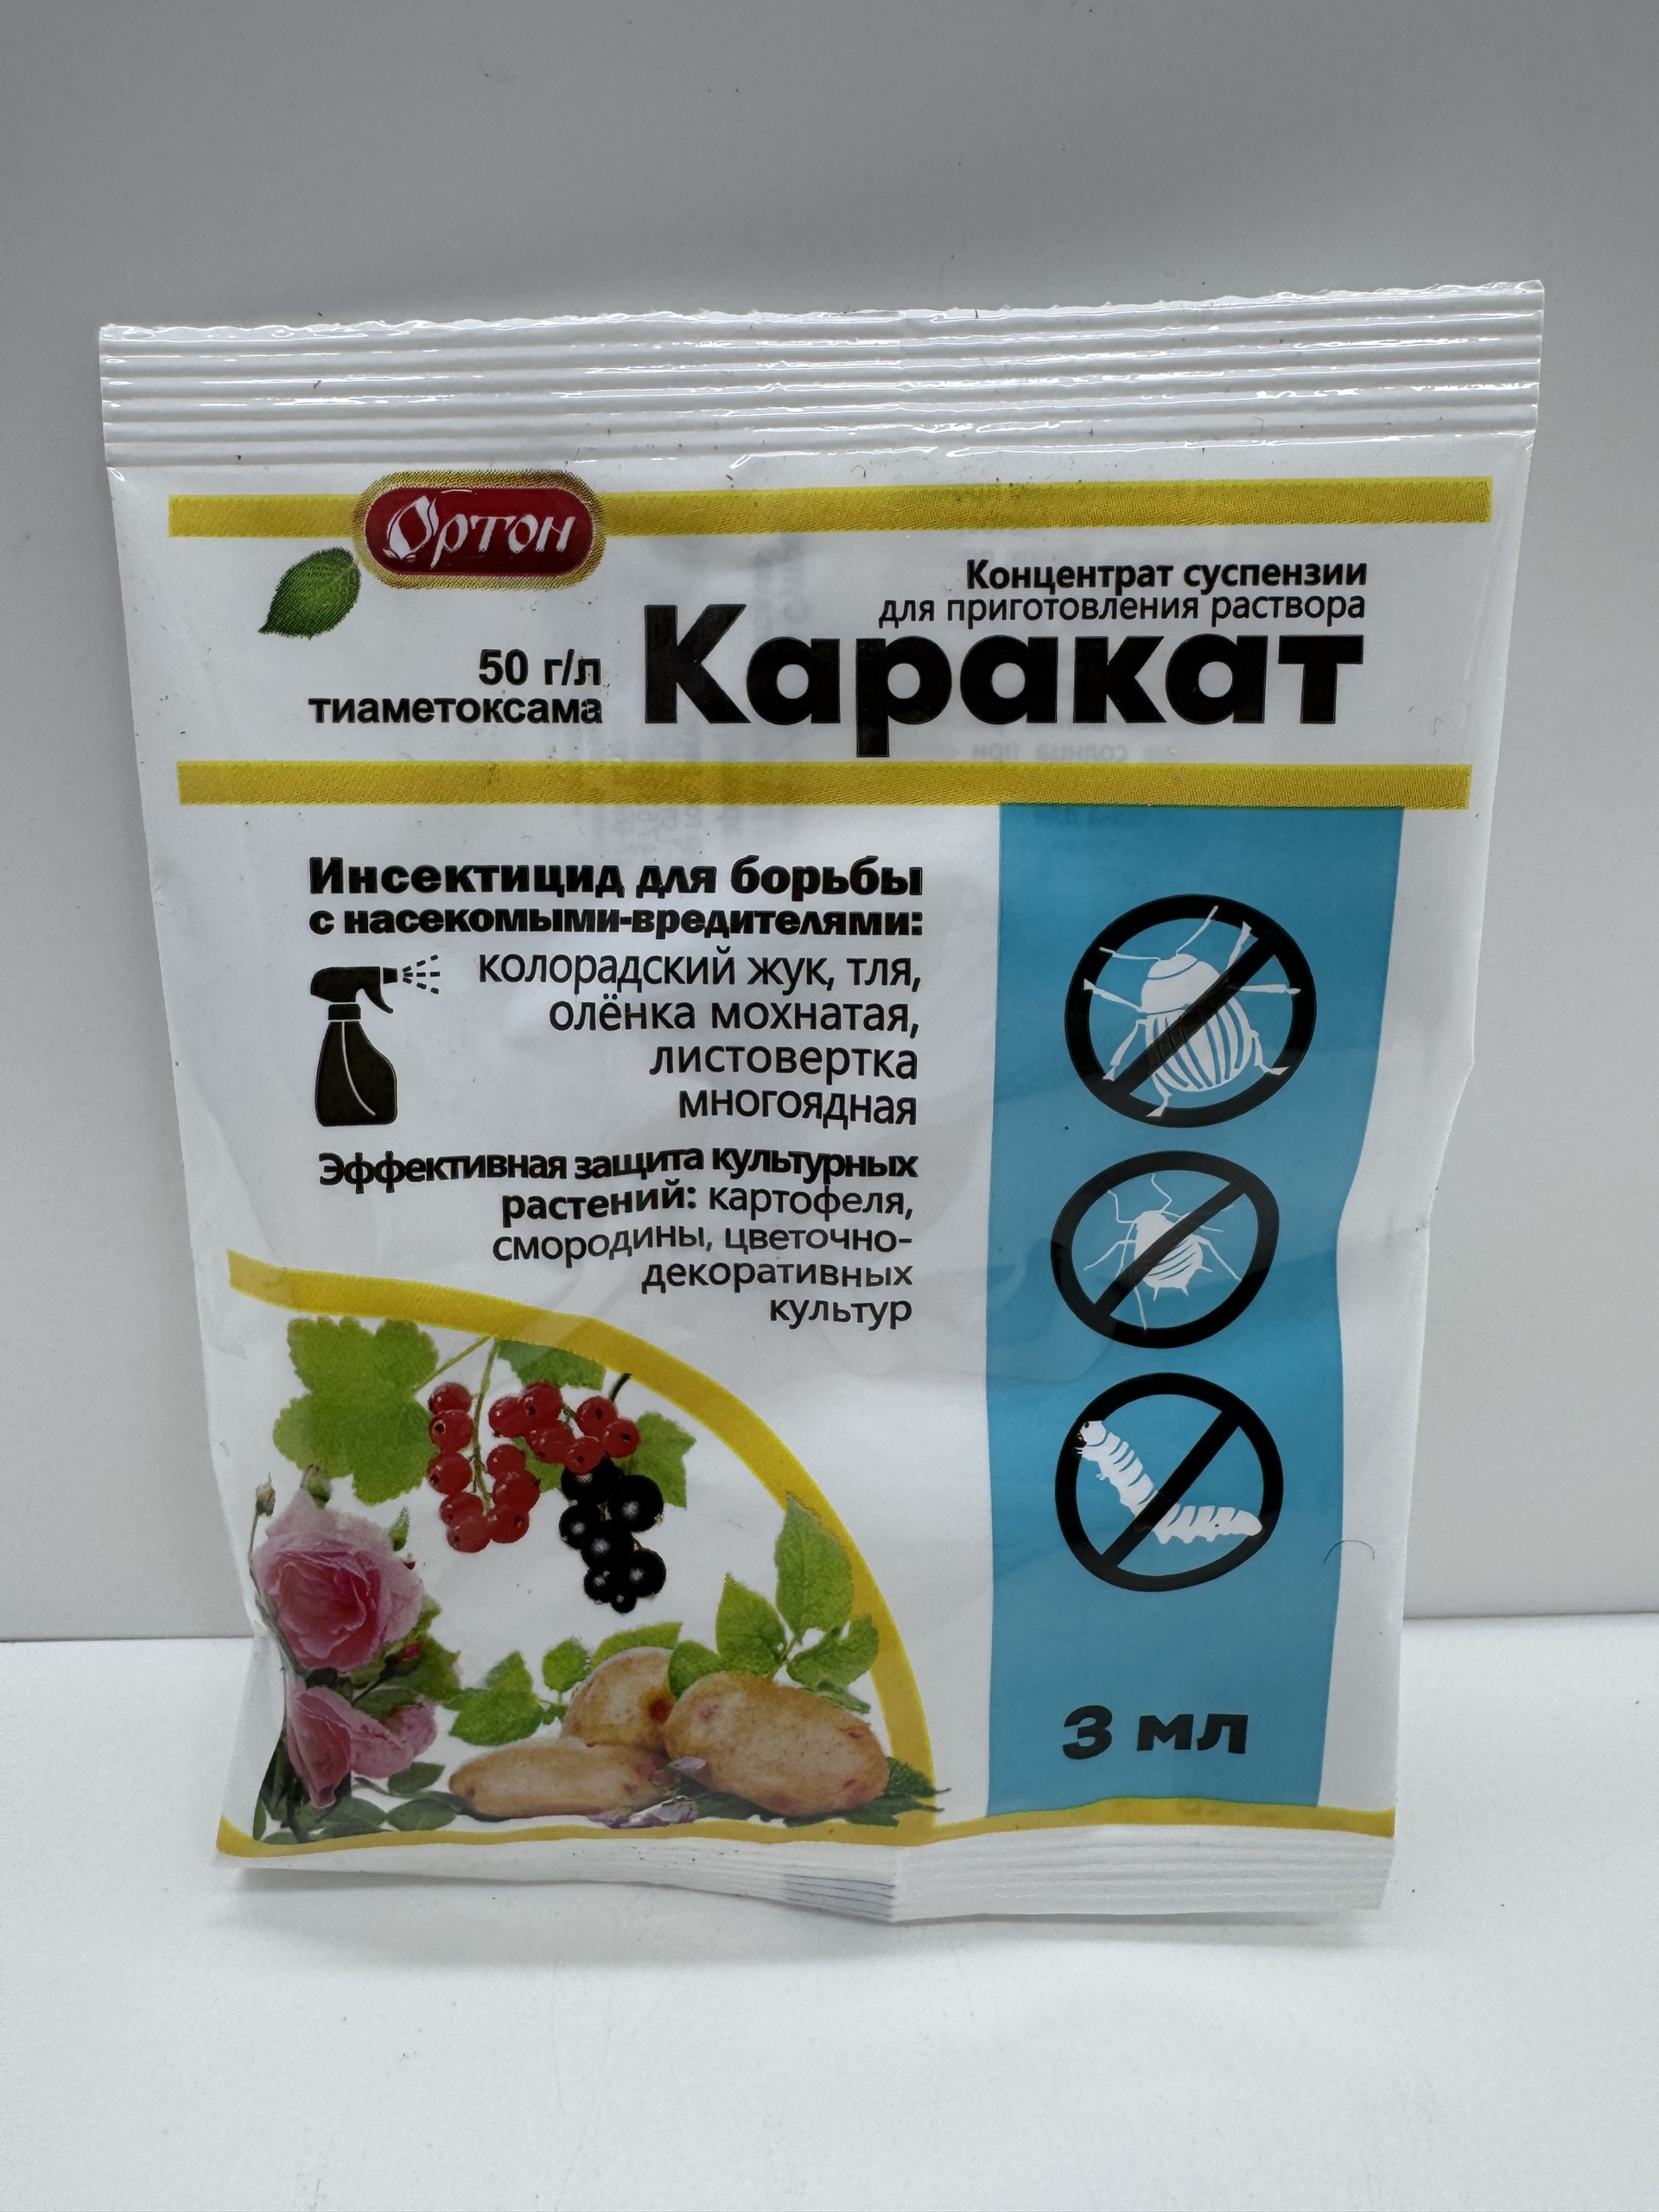 Ортон
Концентрат суспензии
для приготовления раствора
50 г/л
тиаметоксама
Каракат
Инсектицид для борьбы
с насекомыми-вредителями:
колорадский жук, тля,
олёнка мохнатая,
листовертка
многоядная
Эффективная защита культурных
растений: картофеля,
смородины, цветочно-
декоративных
культур
3 мл